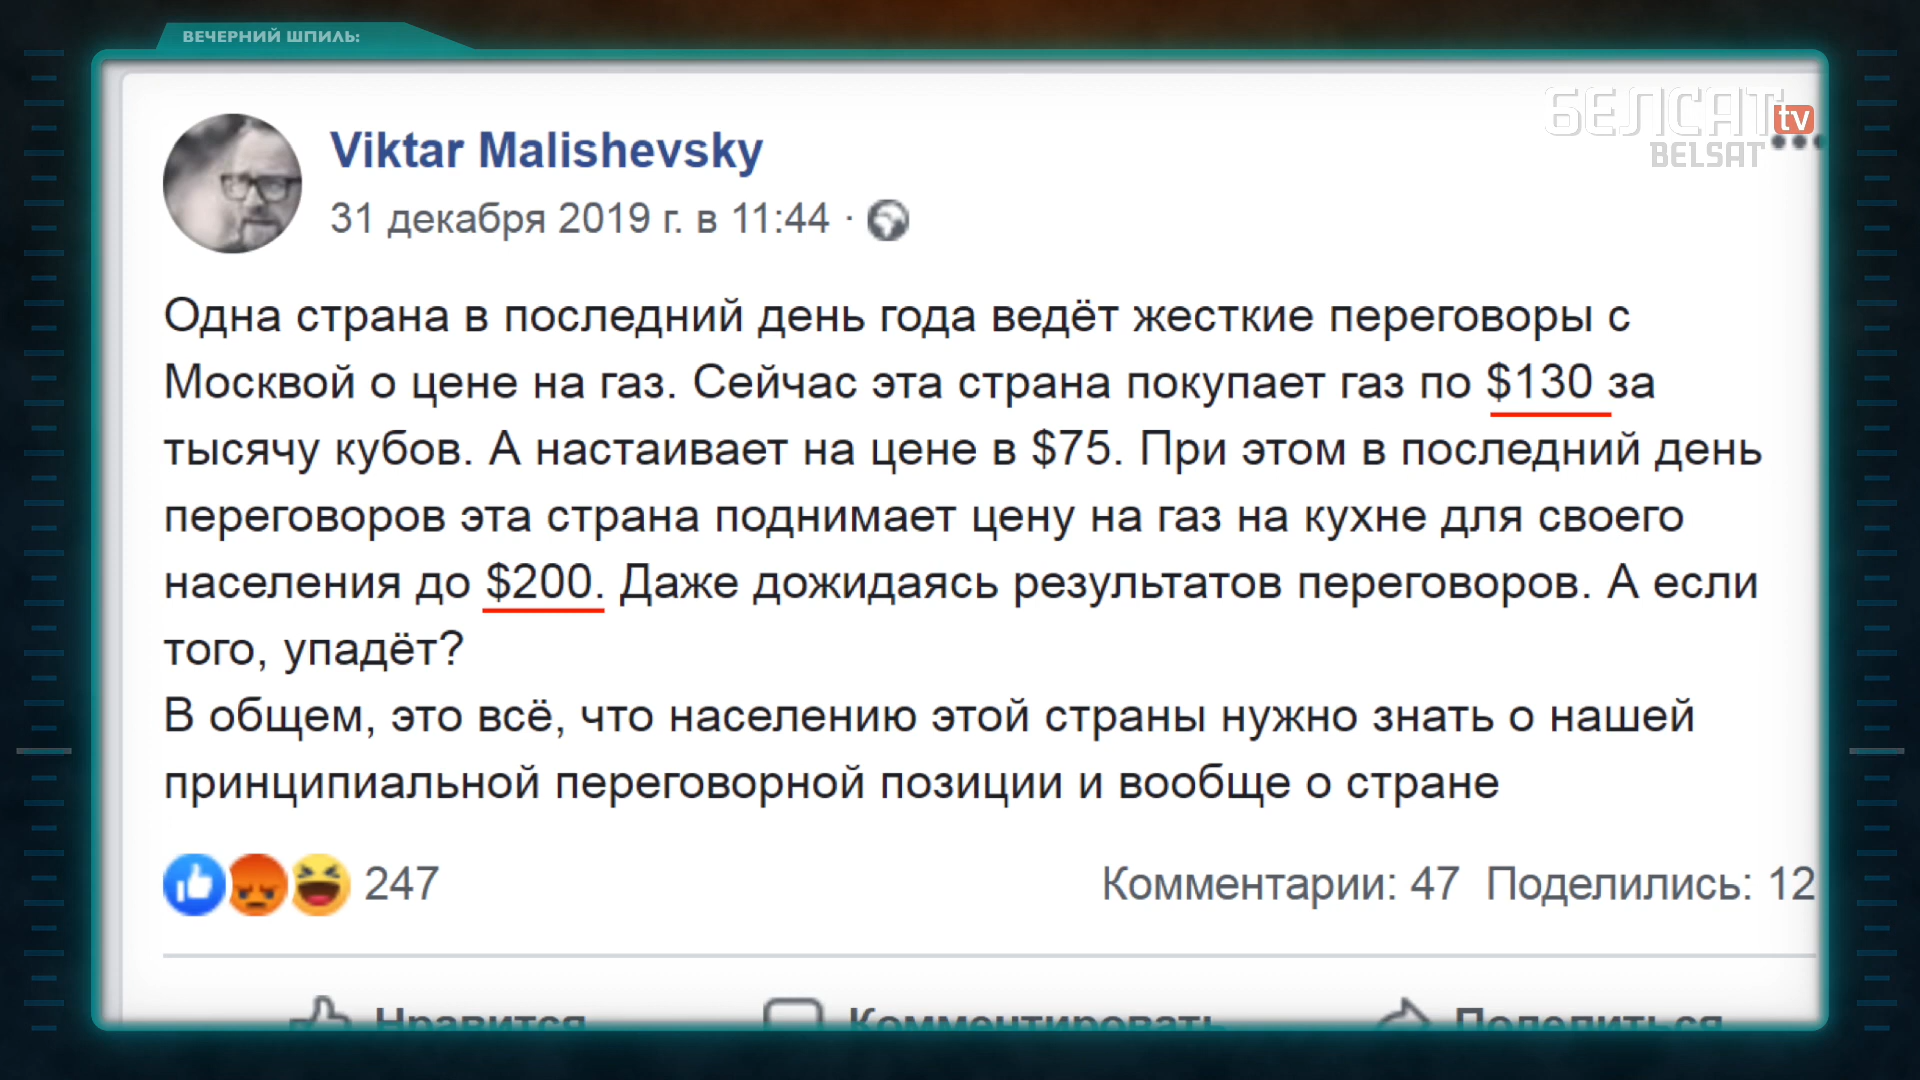 ВЕЧЕРНИЙ ШПИЛЬ:
БЕЛСАТ tv
BELSAT
Viktar Malishevsky
31 декабря 2019 г. в 11:44 ·
Одна страна в последний день года ведёт жесткие переговоры с
Москвой о цене на газ. Сейчас эта страна покупает газ по $130 за
тысячу кубов. А настаивает на цене в $75. При этом в последний день
переговоров эта страна поднимает цену на газ на кухне для своего
населения до $200. Даже дожидаясь результатов переговоров. А если
того, упадёт?
В общем, это всё, что населению этой страны нужно знать о нашей
принципиальной переговорной позиции и вообще о стране
247 Комментарии: 47 Поделились: 12
Нравится Комментировать Поделиться